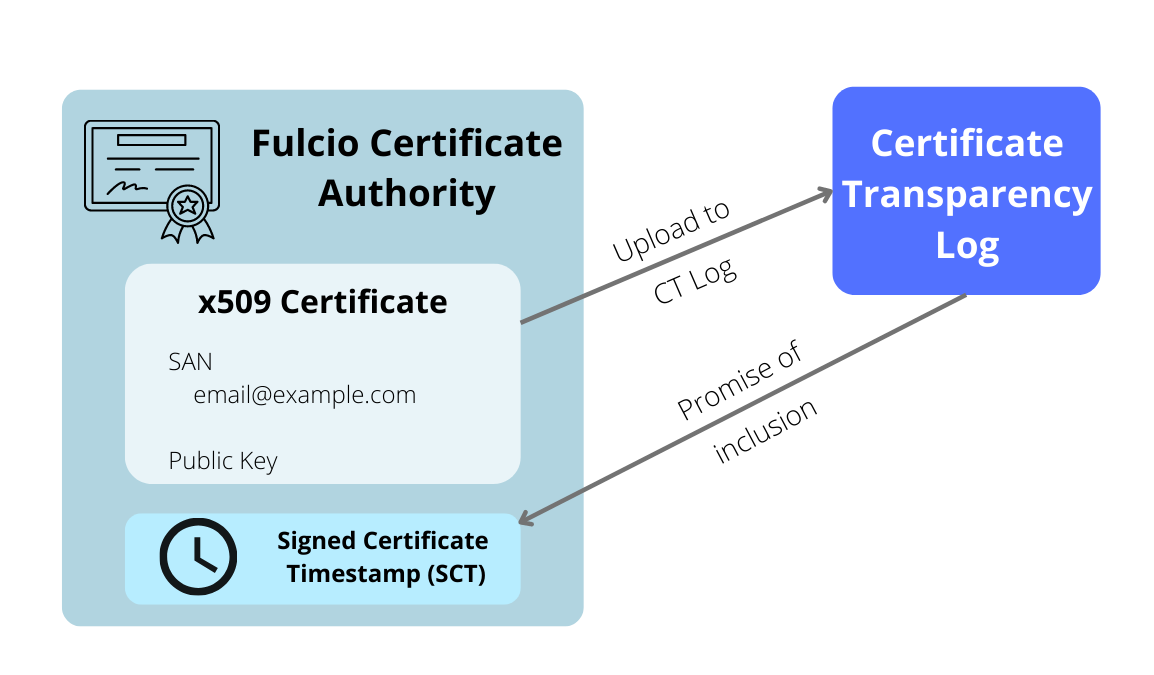 Fulcio Certificate
Authority
x509 Certificate
SAN
email@example.com
Public Key
Signed Certificate
Timestamp (SCT)
Upload to
CT Log
Certificate
Transparency
Log
Promise of
inclusion